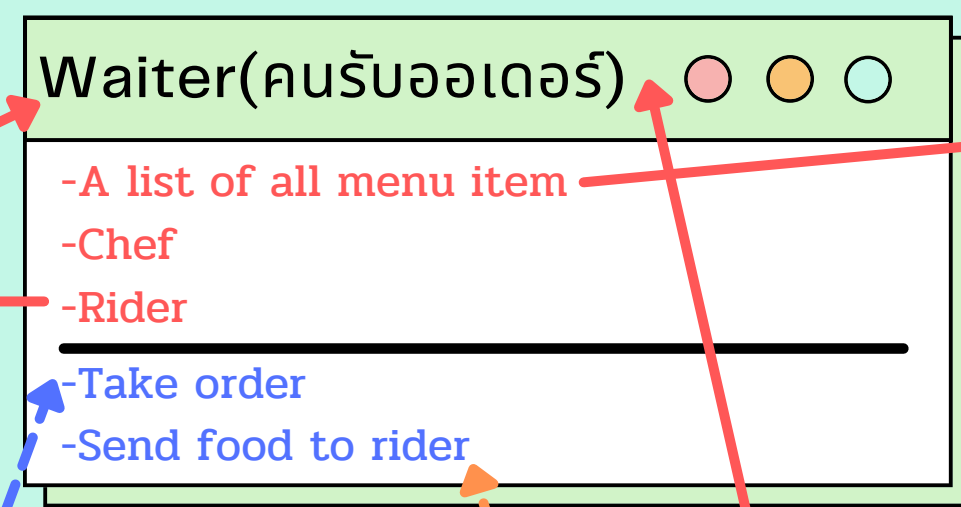 Waiter(คนรับออเดอร์)
-A list of all menu item
-Chef
-Rider
-Take order
-Send food to rider